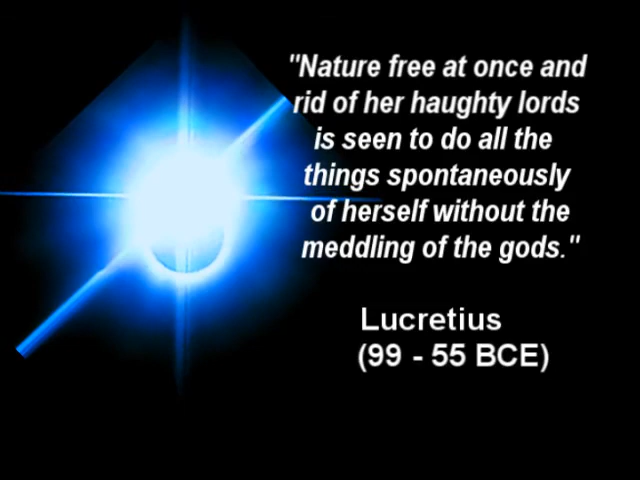 "Nature free at once and
rid of her haughty lords
is seen to do all the
things spontaneously
of herself without the
meddling of the gods."
Lucretius
(99 - 55 BCE)